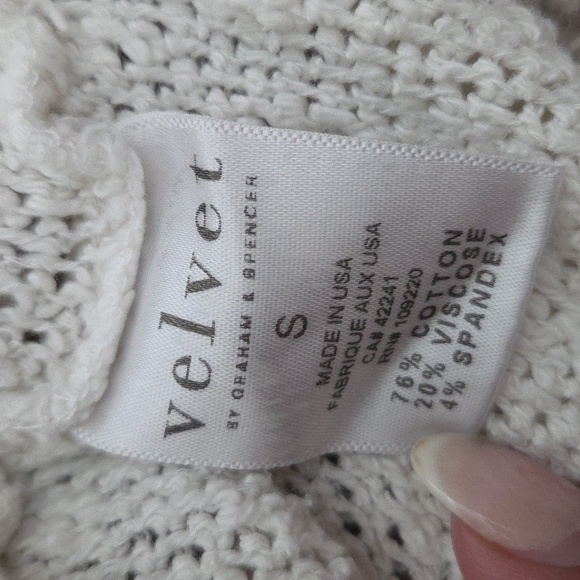 velvet
BY GRAHAM & SPENCER
S
MADE IN USA
FABRIQUE AUX USA
CA# 42241
RN# 109220
76% COTTON
20% VISCOSE
4% SPANDEX